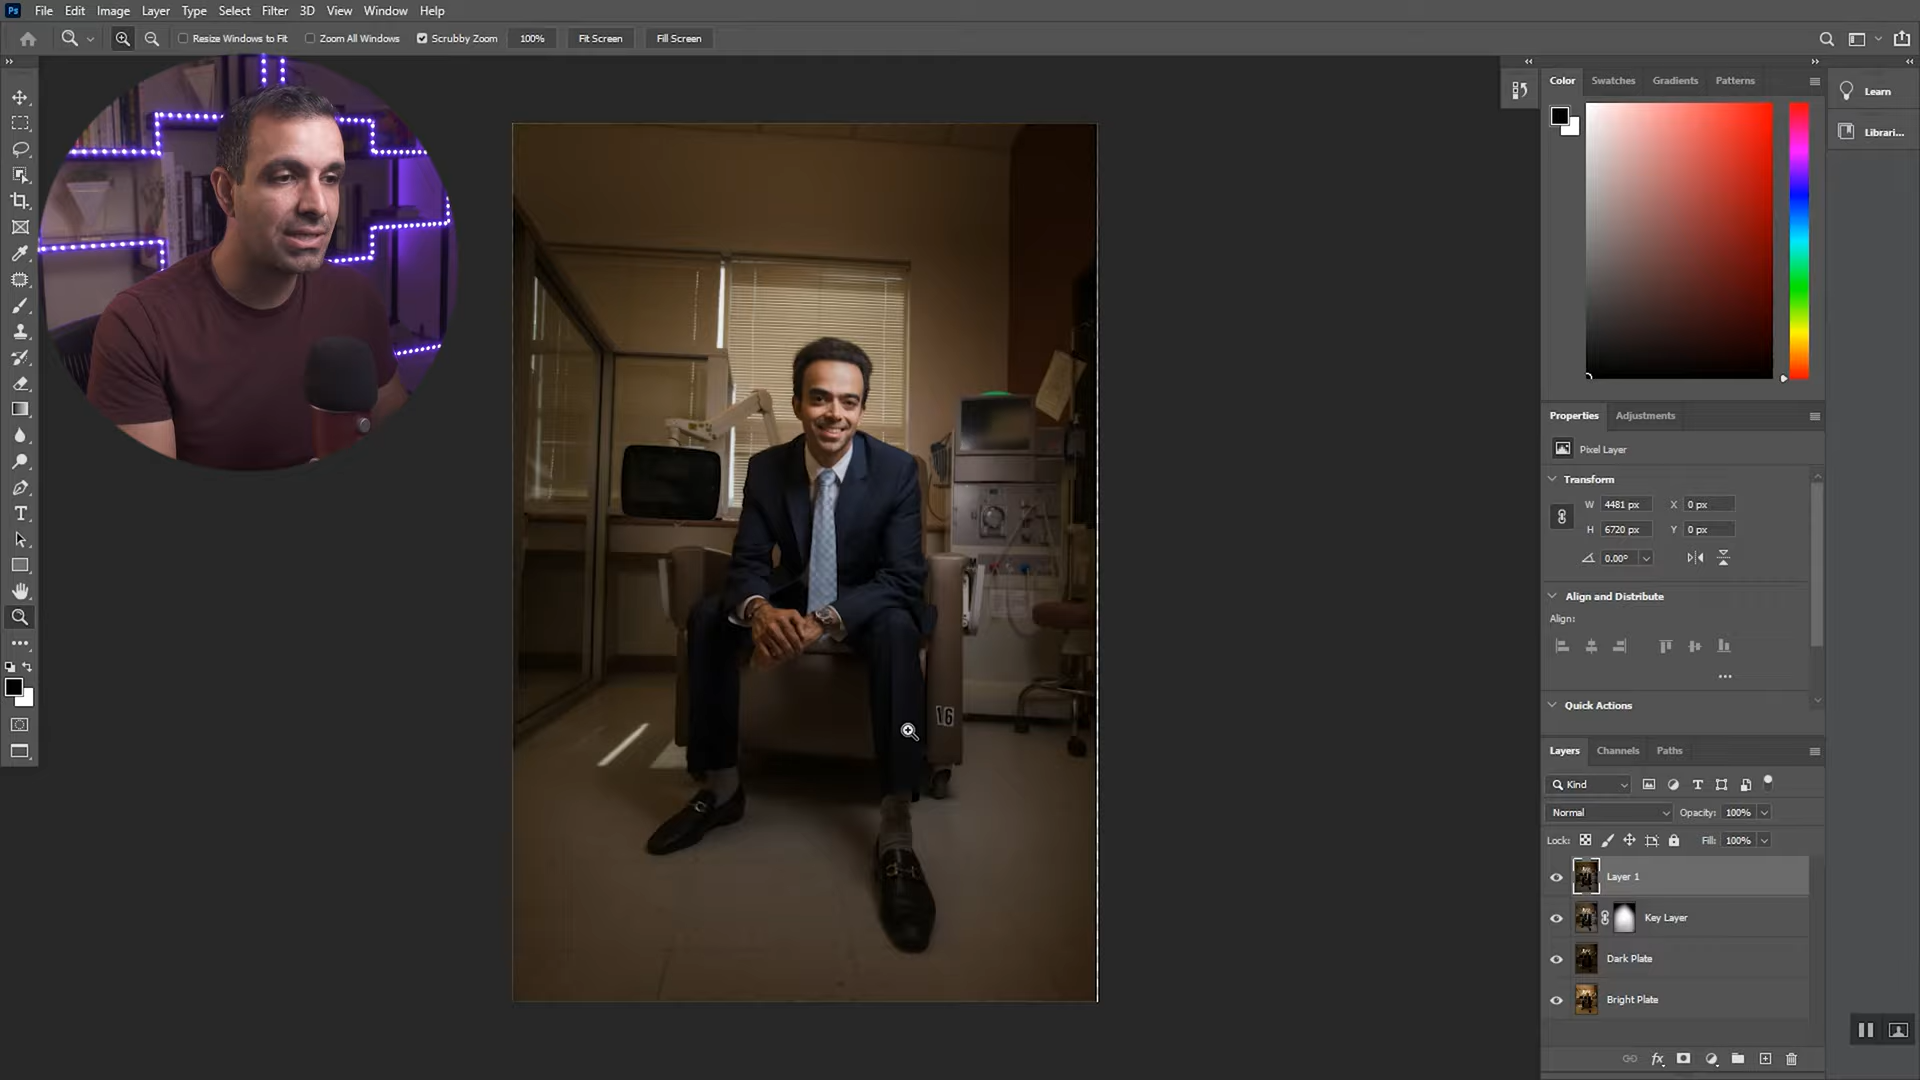 Ps File Edit Image Layer Type Select Filter 3D View Window Help
Resize Windows to Fit Zoom All Windows Scrubby Zoom 100% Fit Screen Fill Screen
Color Swatches Gradients Patterns
Learn
Librari...
Properties Adjustments
Pixel Layer
Transform
W 4481 px X 0 px
H 6720 px Y 0 px
0.00°
Align and Distribute
Align:
Quick Actions
16
Layers Channels Paths
Kind
Normal Opacity: 100%
Lock: Fill: 100%
Layer 1
Key Layer
Dark Plate
Bright Plate
fx